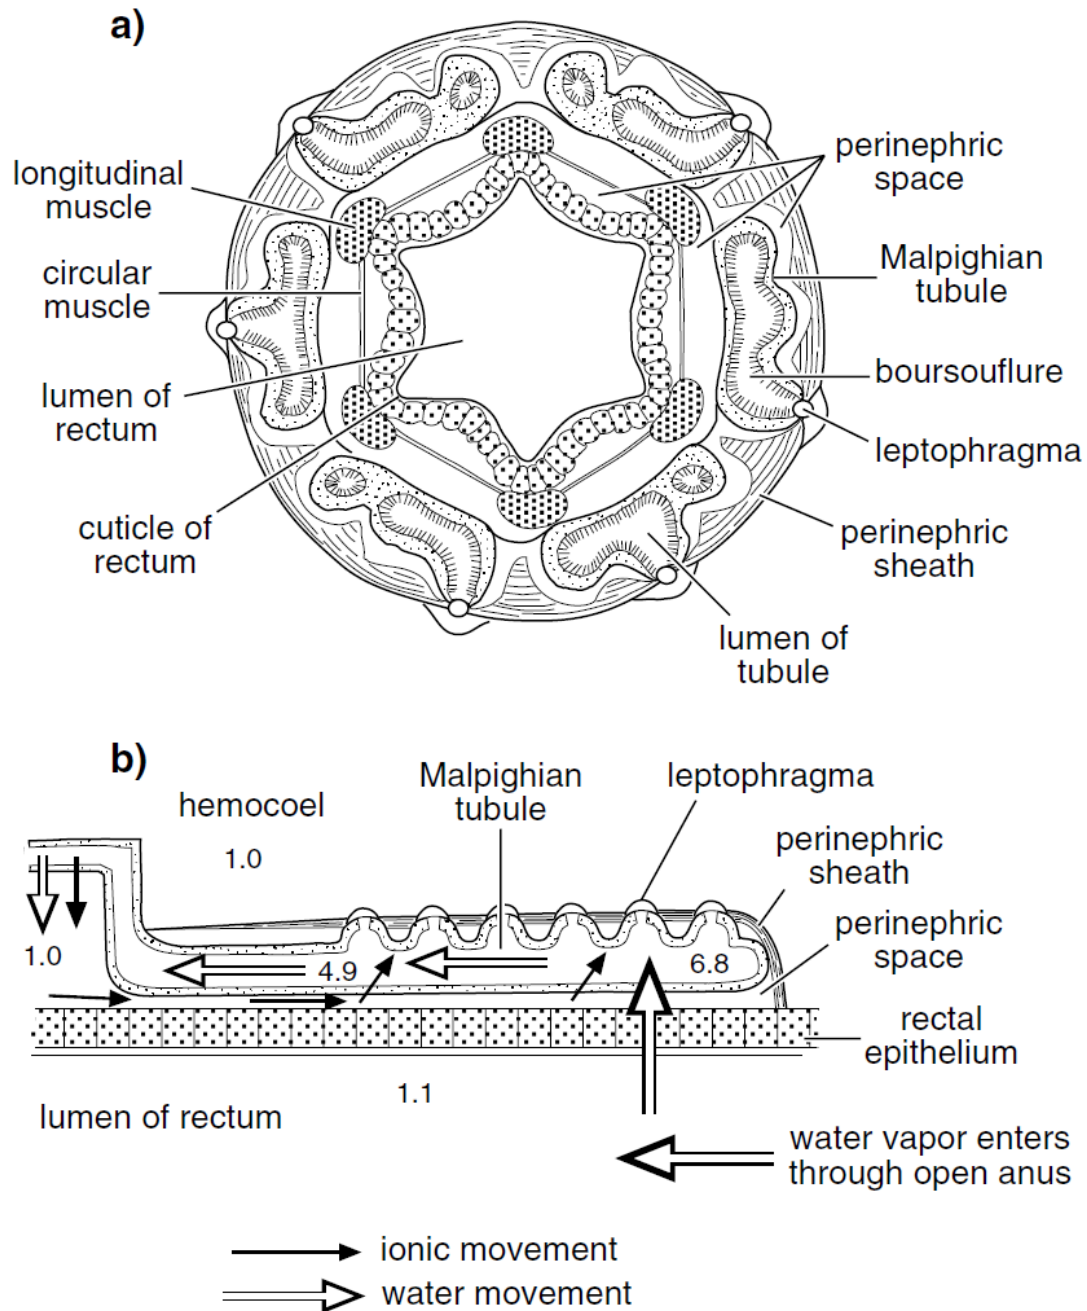 a)
longitudinal
muscle
circular
muscle
lumen of
rectum
cuticle of
rectum
perinephric
space
Malpighian
tubule
boursouflure
leptophragma
perinephric
sheath
lumen of
tubule
b)
hemocoel
1.0
Malpighian
tubule
leptophragma
perinephric
sheath
perinephric
space
1.0
4.9
6.8
rectal
epithelium
1.1
lumen of rectum
water vapor enters
through open anus
ionic movement
water movement